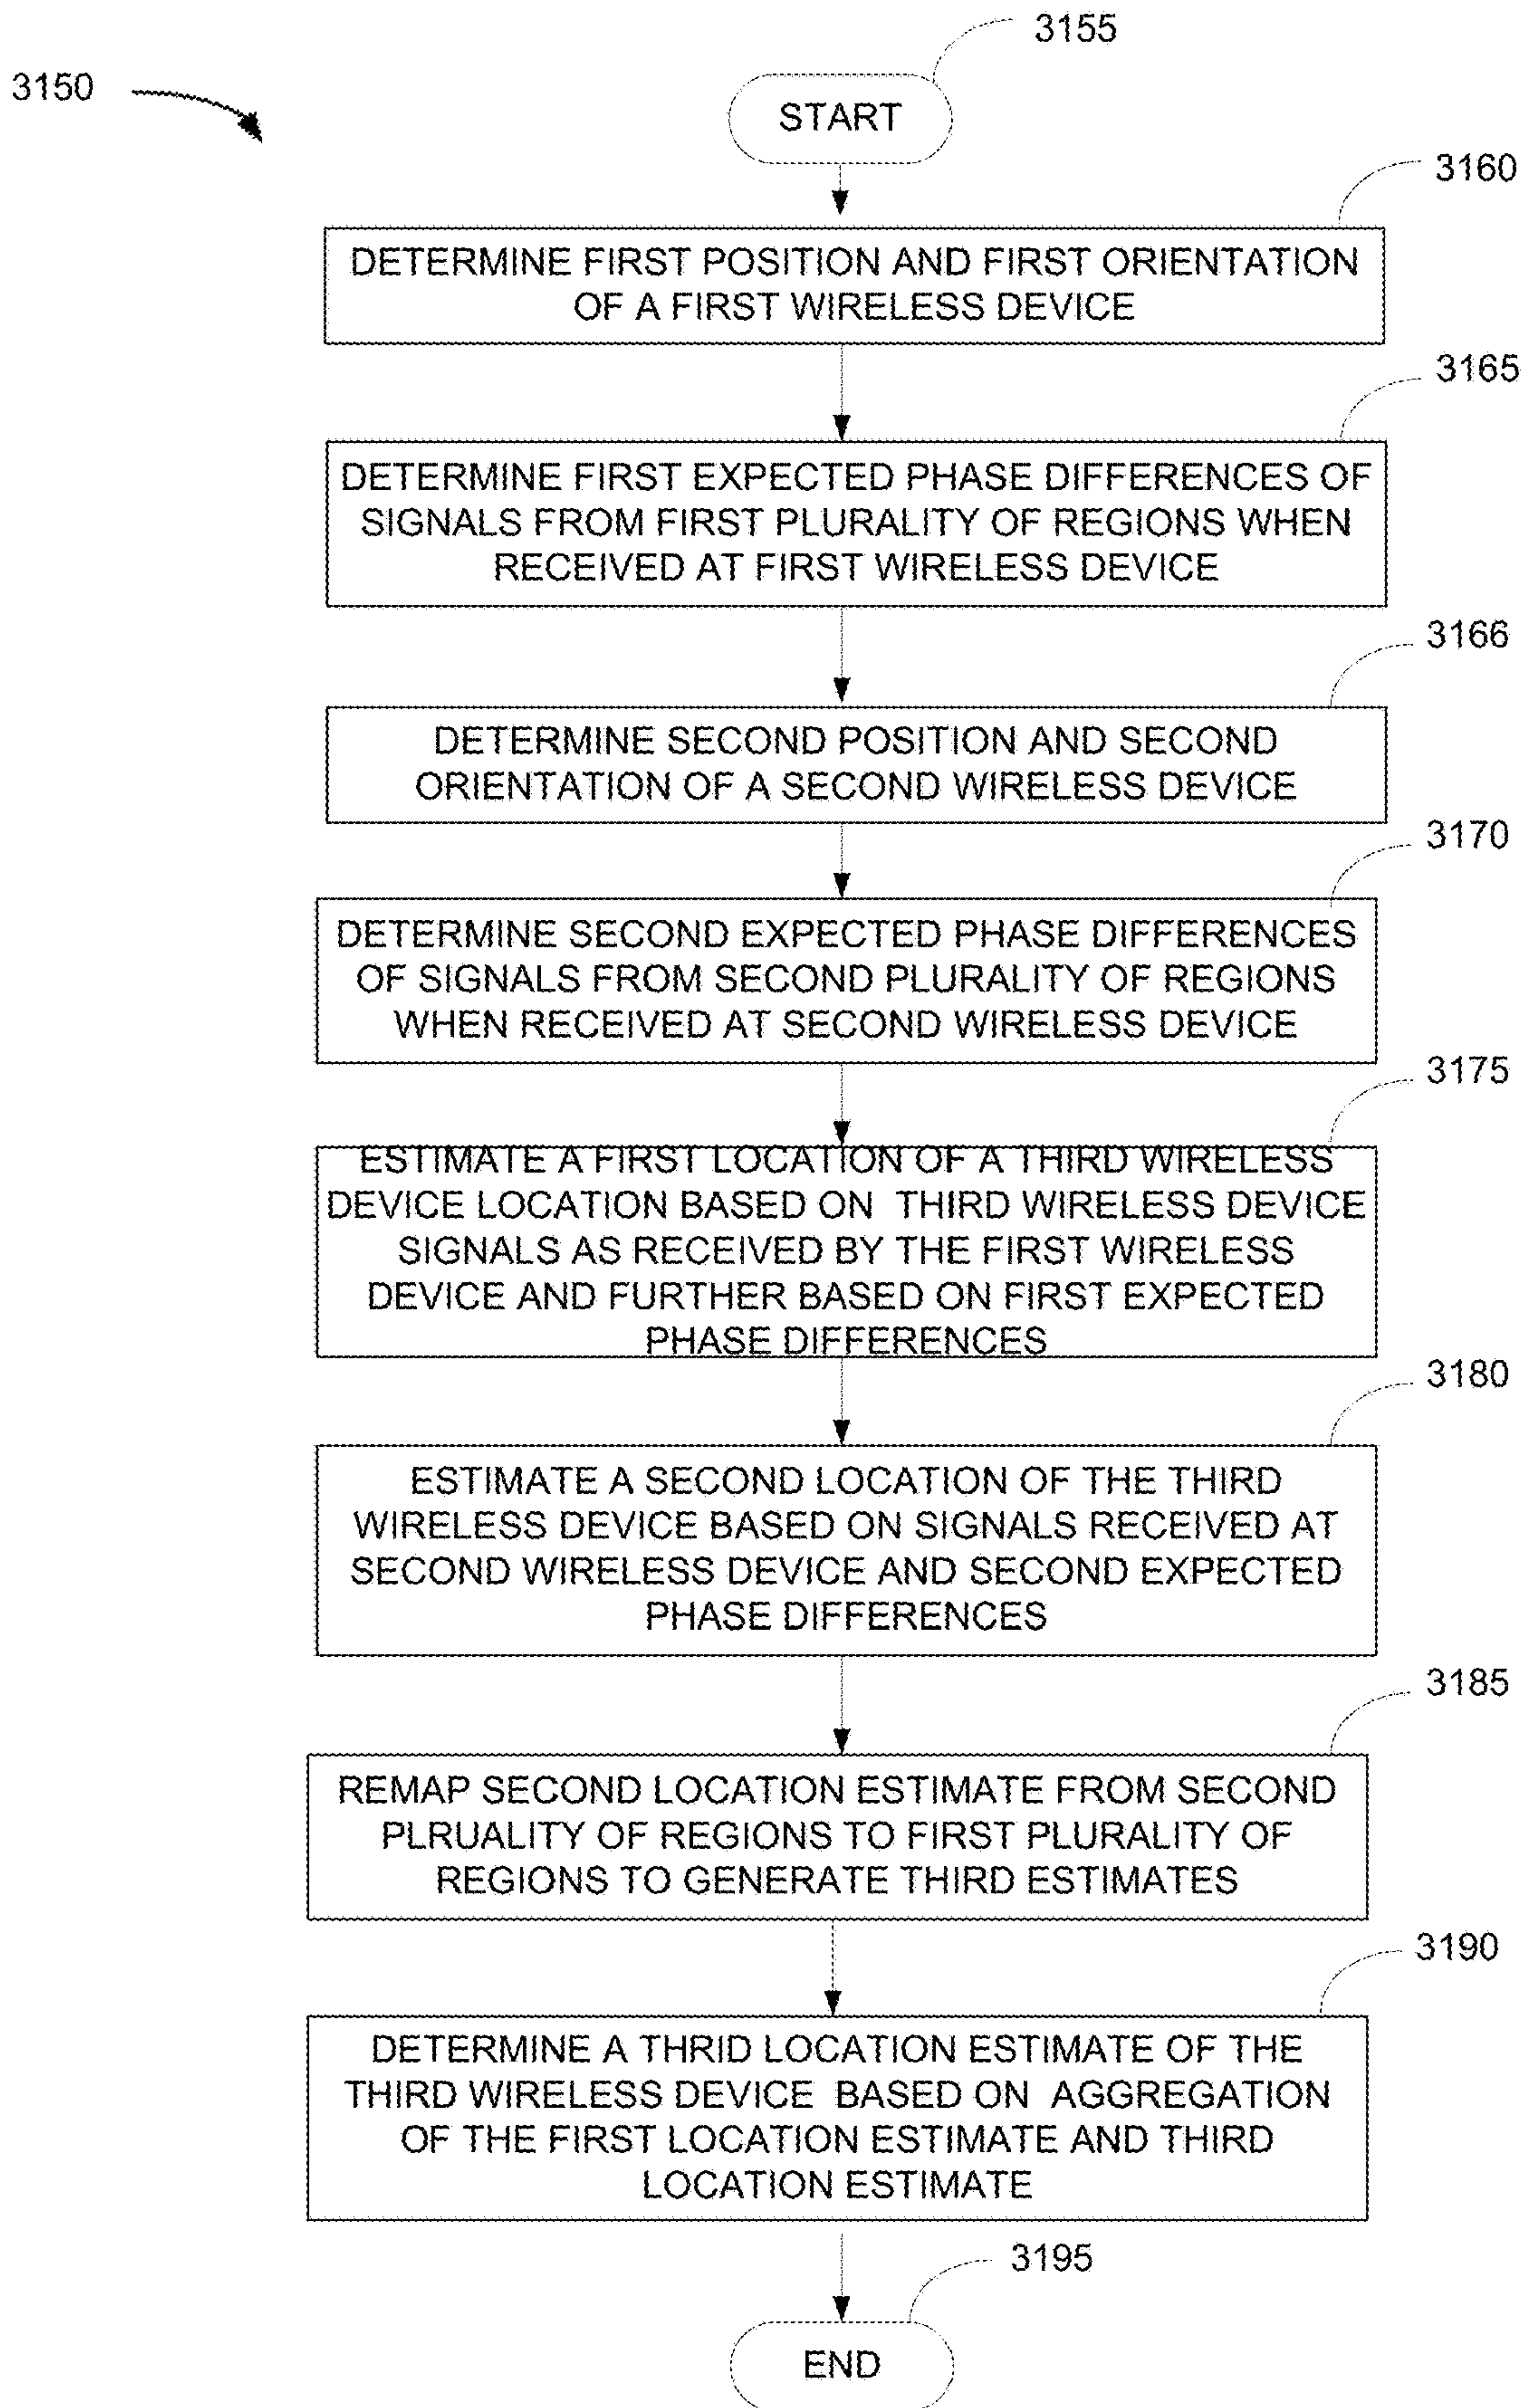 3155
3150
START
3160
DETERMINE FIRST POSITION AND FIRST ORIENTATION
OF A FIRST WIRELESS DEVICE
3165
DETERMINE FIRST EXPECTED PHASE DIFFERENCES OF
SIGNALS FROM FIRST PLURALITY OF REGIONS WHEN
RECEIVED AT FIRST WIRELESS DEVICE
3166
DETERMINE SECOND POSITION AND SECOND
ORIENTATION OF A SECOND WIRELESS DEVICE
3170
DETERMINE SECOND EXPECTED PHASE DIFFERENCES
OF SIGNALS FROM SECOND PLURALITY OF REGIONS
WHEN RECEIVED AT SECOND WIRELESS DEVICE
3175
ESTIMATE A FIRST LOCATION OF A THIRD WIRELESS
DEVICE LOCATION BASED ON THIRD WIRELESS DEVICE
SIGNALS AS RECEIVED BY THE FIRST WIRELESS
DEVICE AND FURTHER BASED ON FIRST EXPECTED
PHASE DIFFERENCES
3180
ESTIMATE A SECOND LOCATION OF THE THIRD
WIRELESS DEVICE BASED ON SIGNALS RECEIVED AT
SECOND WIRELESS DEVICE AND SECOND EXPECTED
PHASE DIFFERENCES
3185
REMAP SECOND LOCATION ESTIMATE FROM SECOND
PLRUALITY OF REGIONS TO FIRST PLURALITY OF
REGIONS TO GENERATE THIRD ESTIMATES
3190
DETERMINE A THRID LOCATION ESTIMATE OF THE
THIRD WIRELESS DEVICE BASED ON AGGREGATION
OF THE FIRST LOCATION ESTIMATE AND THIRD
LOCATION ESTIMATE
3195
END